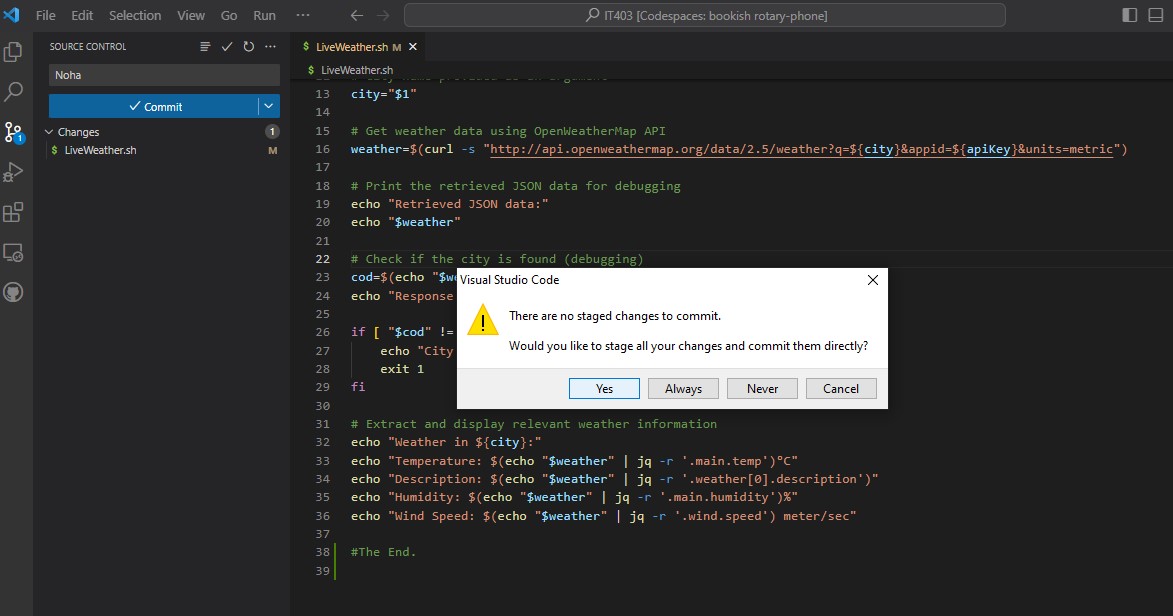 File Edit Selection View Go Run ···
IT403 [Codespaces: bookish rotary-phone]
SOURCE CONTROL
Noha
Commit
Changes 1
$ LiveWeather.sh M
1
$ LiveWeather.sh M
$ LiveWeather.sh
13 city="$1"
14
15 # Get weather data using OpenWeatherMap API
16 weather=$(curl -s "http://api.openweathermap.org/data/2.5/weather?q=${city}&appid=${apiKey}&units=metric")
17
18 # Print the retrieved JSON data for debugging
19 echo "Retrieved JSON data:"
20 echo "$weather"
21
22 # Check if the city is found (debugging)
23 cod=$(echo "$we
24 echo "Response
25
26 if [ "$cod" !=
27 echo "City
28 exit 1
29 fi
30
31 # Extract and display relevant weather information
32 echo "Weather in ${city}:"
33 echo "Temperature: $(echo "$weather" | jq -r '.main.temp')°C"
34 echo "Description: $(echo "$weather" | jq -r '.weather[0].description')"
35 echo "Humidity: $(echo "$weather" | jq -r '.main.humidity')%"
36 echo "Wind Speed: $(echo "$weather" | jq -r '.wind.speed') meter/sec"
37
38 #The End.
39
Visual Studio Code
There are no staged changes to commit.
Would you like to stage all your changes and commit them directly?
Yes Always Never Cancel